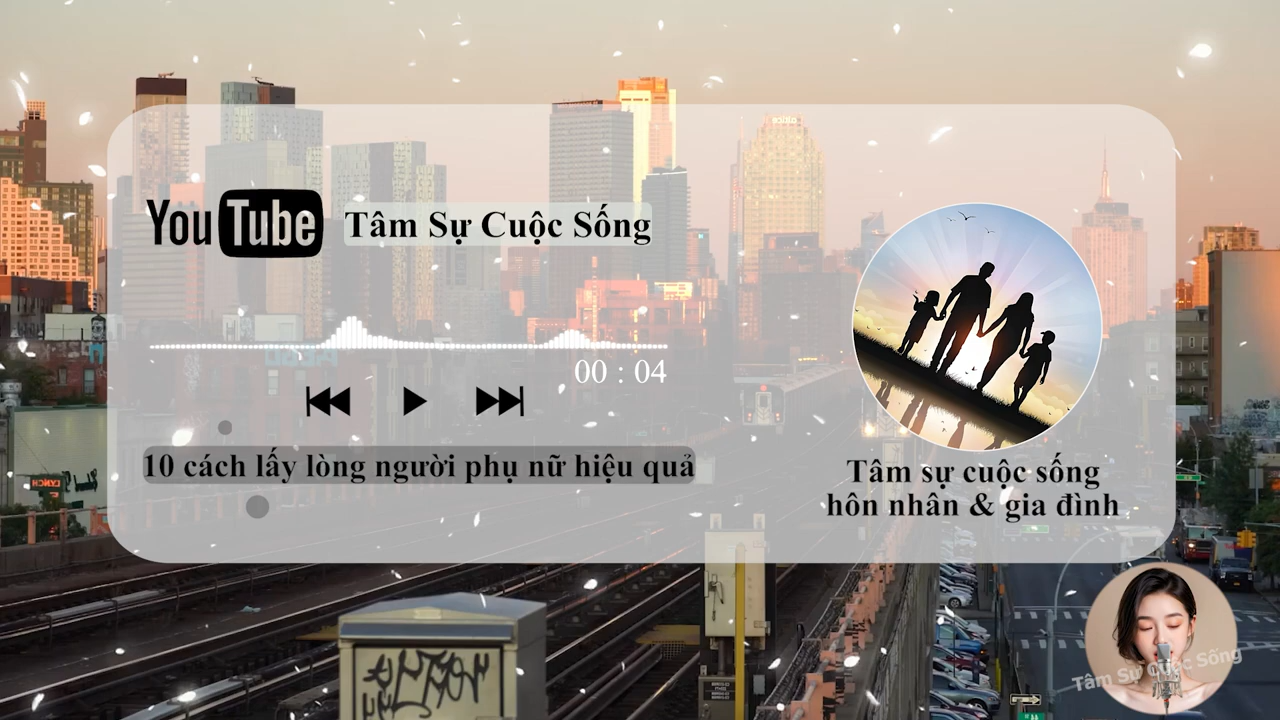 YouTube
Tâm Sự Cuộc Sống
00 : 04
10 cách lấy lòng người phụ nữ hiệu quả
Tâm sự cuộc sống
hôn nhân & gia đình
Tâm Sự Cuộc Sống